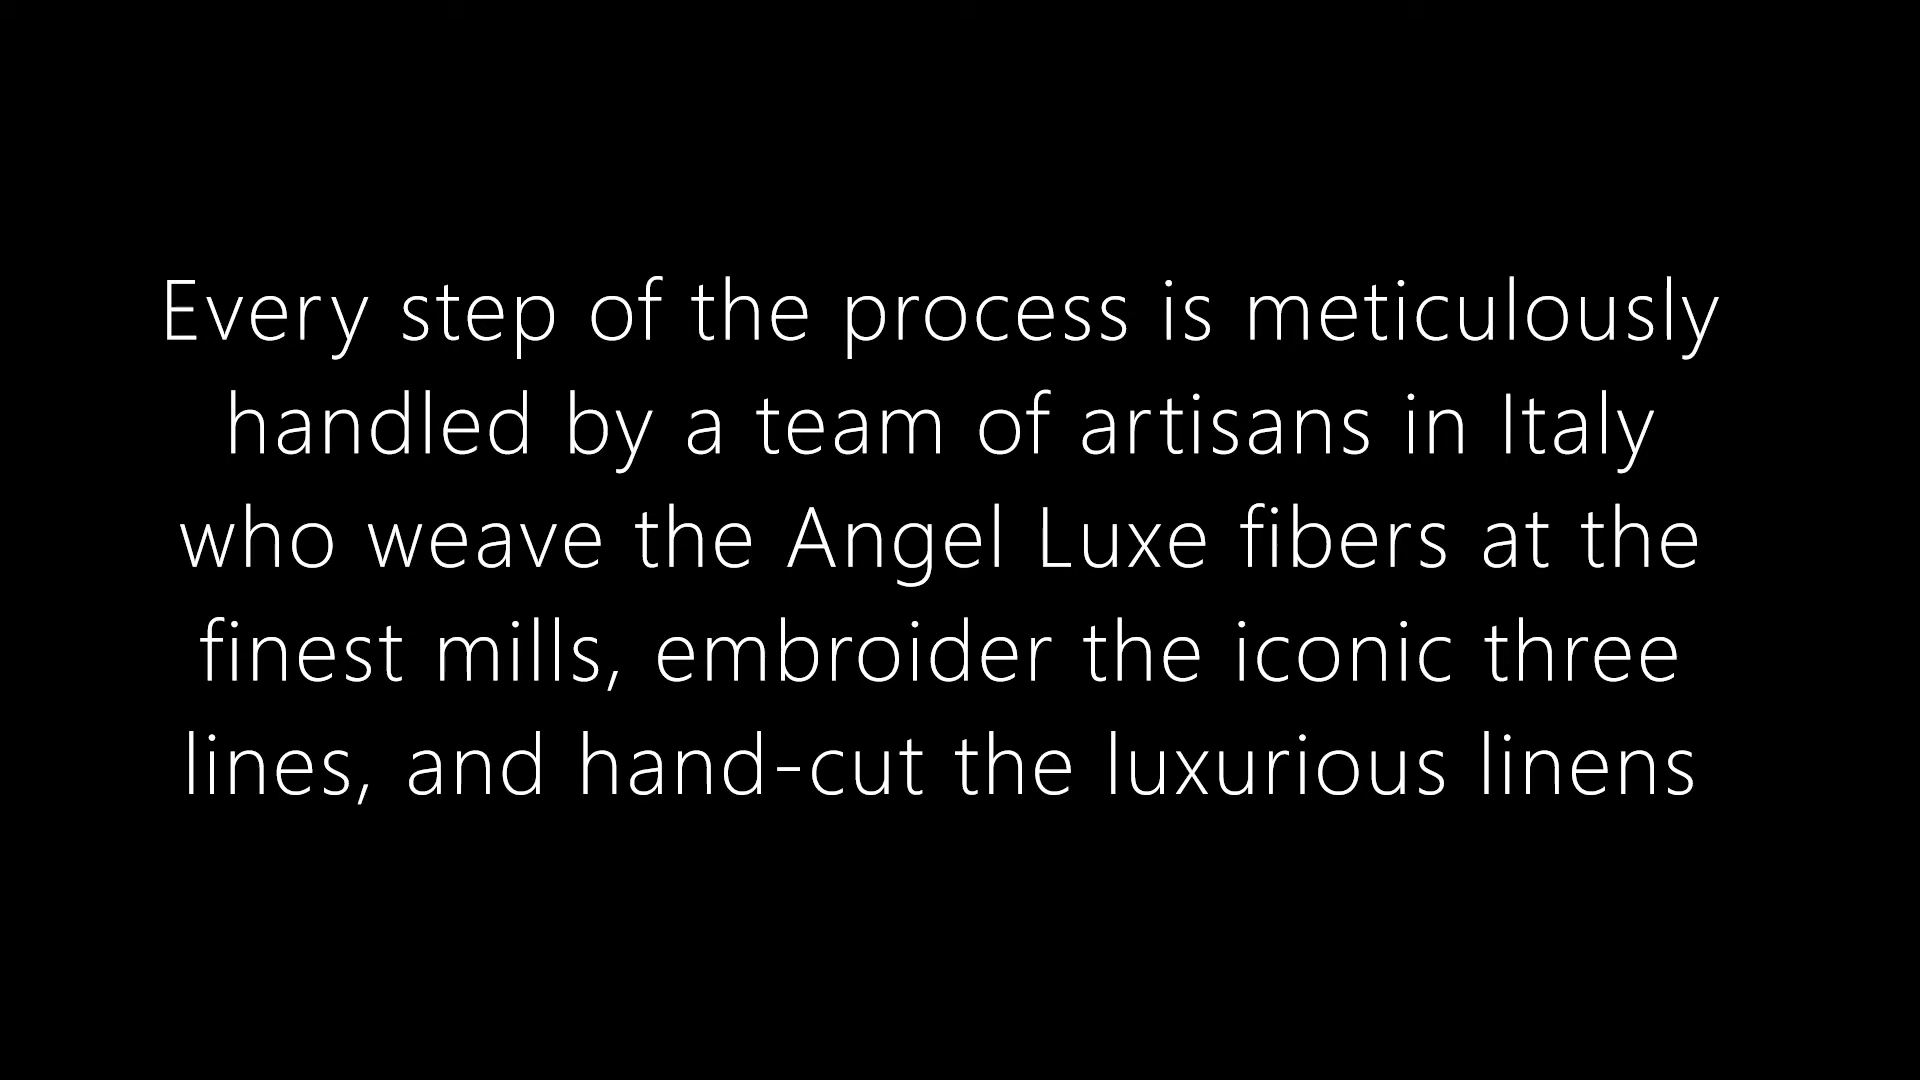 Every step of the process is meticulously
handled by a team of artisans in Italy
who weave the Angel Luxe fibers at the
finest mills, embroider the iconic three
lines, and hand-cut the luxurious linens